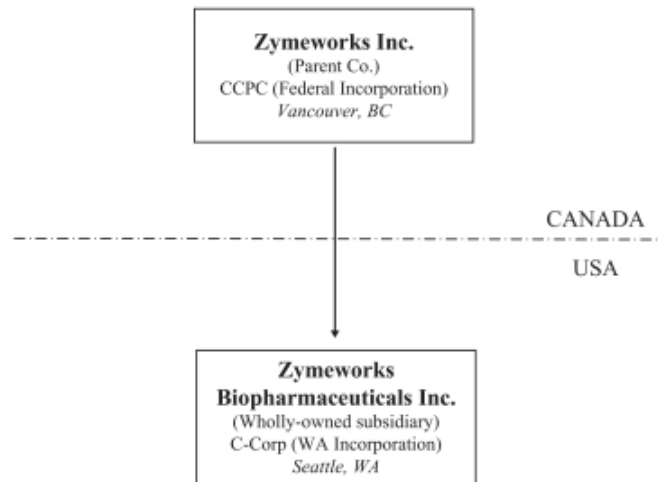 Zymeworks Inc.
(Parent Co.)
CCPC (Federal Incorporation)
Vancouver, BC
CANADA
USA
Zymeworks
Biopharmaceuticals Inc.
(Wholly-owned subsidiary)
C-Corp (WA Incorporation)
Seattle, WA